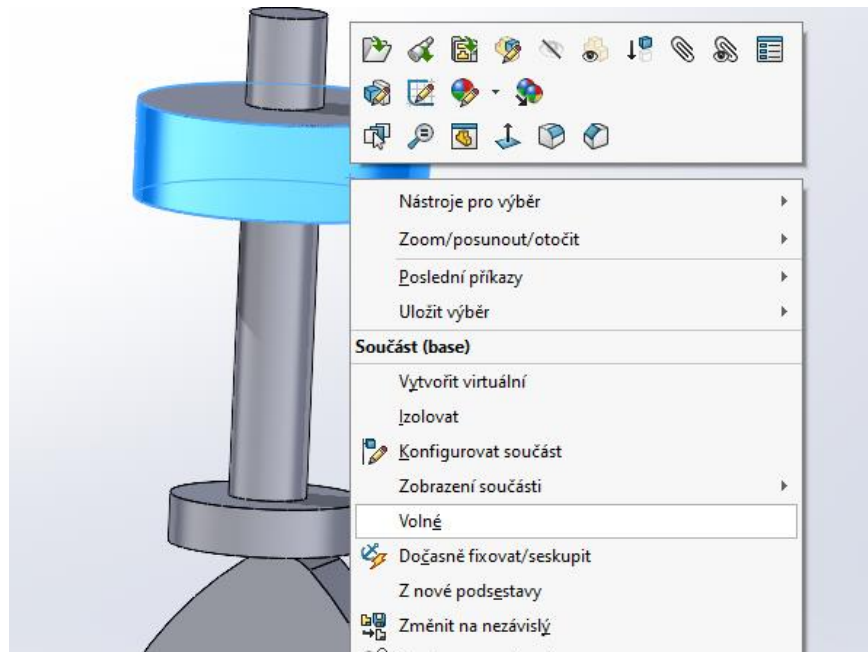 Nástroje pro výběr
Zoom/posunout/otočit
Poslední příkazy
Uložit výběr
Součást (base)
Vytvořit virtuální
Izolovat
Konfigurovat součást
Zobrazení součásti
Volné
Dočasně fixovat/seskupit
Z nové podsestavy
Změnit na nezávislý